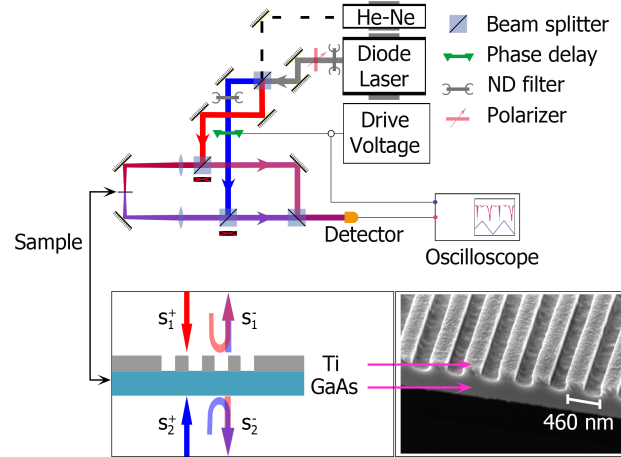 He-Ne
Diode
Laser
Drive
Voltage
Beam splitter
Phase delay
ND filter
Polarizer
Detector
Oscilloscope
Sample
s₁⁺
s₁⁻
s₂⁺
s₂⁻
Ti
GaAs
460 nm